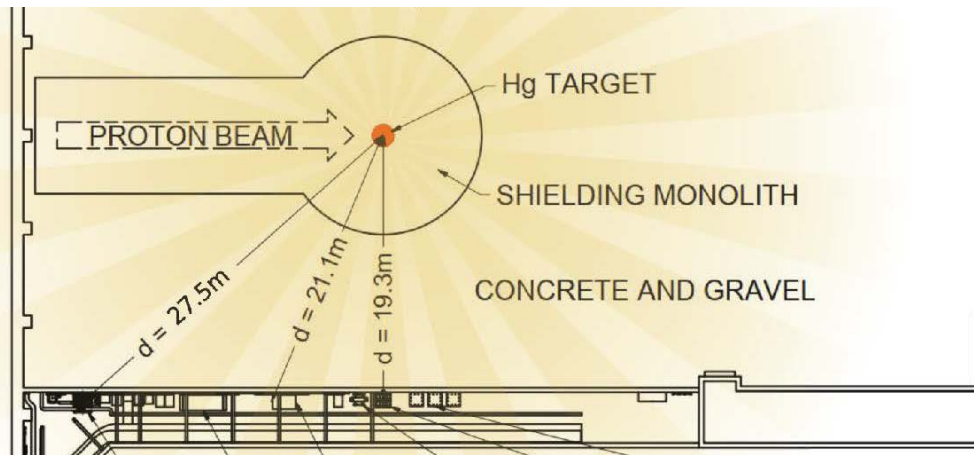 Hg TARGET
PROTON BEAM
SHIELDING MONOLITH
d = 27.5m
d = 21.1m
d = 19.3m
CONCRETE AND GRAVEL